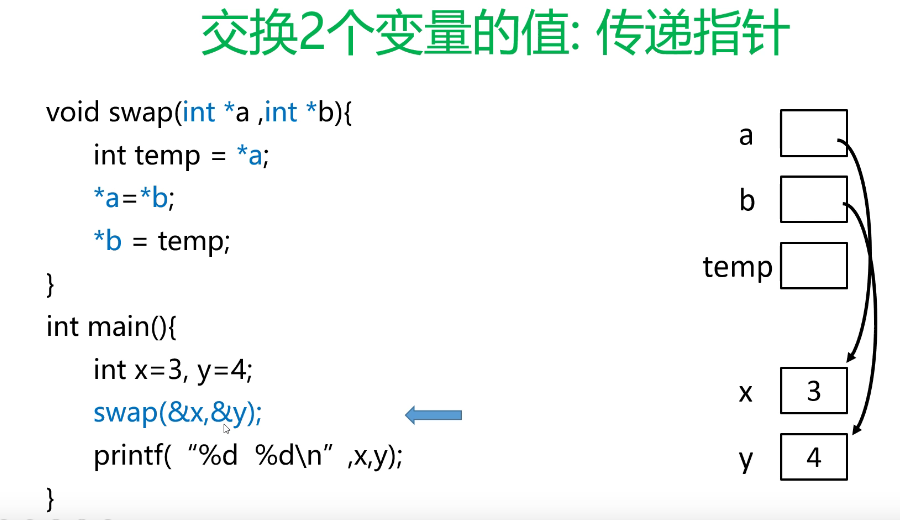 交换2个变量的值: 传递指针
void swap(int *a ,int *b){
int temp = *a;
*a=*b;
*b = temp;
}
int main(){
int x=3, y=4;
swap(&x,&y);
printf( “%d  %d\n” ,x,y);
}
a
b
temp
x 3
y 4